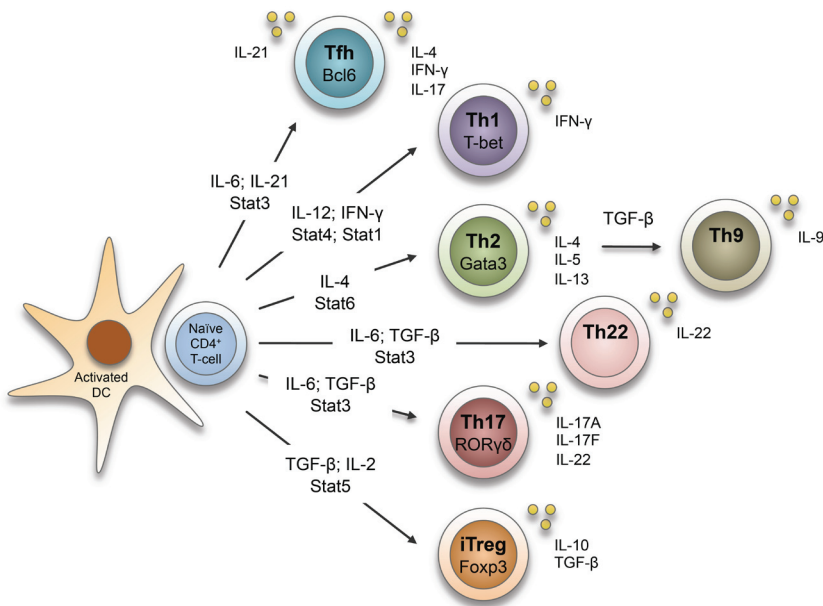 IL-21
Tfh
Bcl6
IL-4
IFN-γ
IL-17
Th1
T-bet
IFN-γ
IL-6; IL-21
Stat3
IL-12; IFN-γ
Stat4; Stat1
Th2
Gata3
IL-4
IL-5
IL-13
TGF-β
Th9
IL-9
IL-4
Stat6
Naïve
CD4⁺
T-cell
Activated
DC
IL-6; TGF-β
Stat3
Th22
IL-22
IL-6; TGF-β
Stat3
Th17
RORγδ
IL-17A
IL-17F
IL-22
TGF-β; IL-2
Stat5
iTreg
Foxp3
IL-10
TGF-β